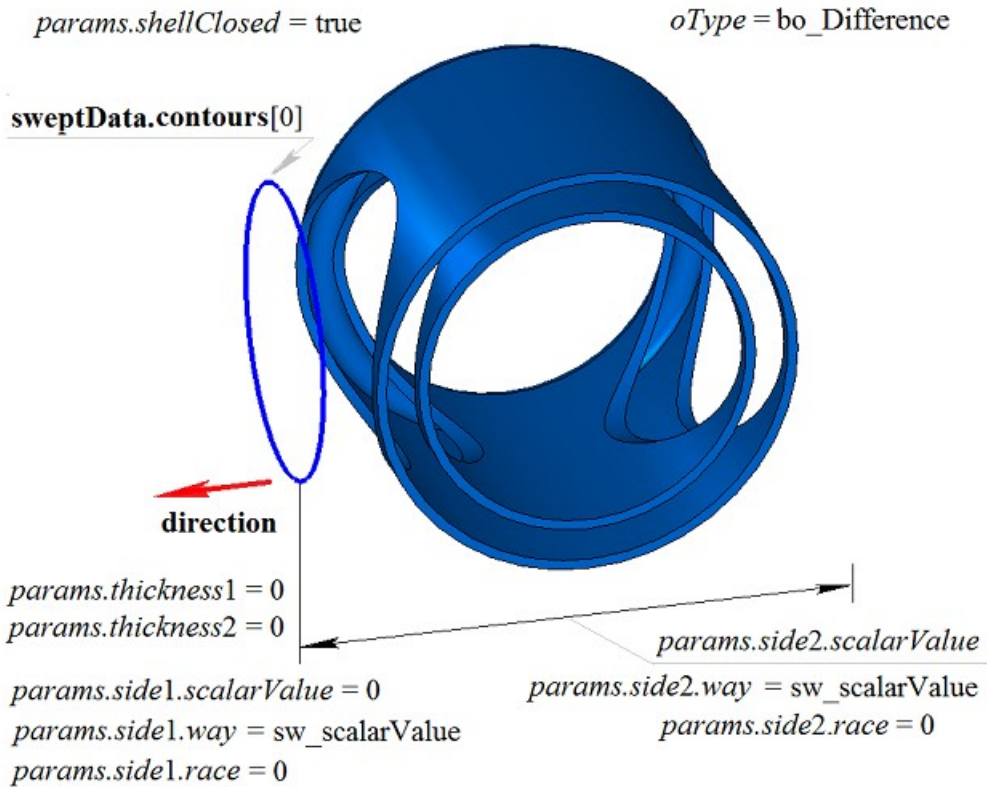 params.shellClosed = true
oType = bo_Difference
sweptData.contours[0]
direction
params.thickness1 = 0
params.thickness2 = 0
params.side2.scalarValue
params.side1.scalarValue = 0
params.side2.way = sw_scalarValue
params.side1.way = sw_scalarValue
params.side2.race = 0
params.side1.race = 0